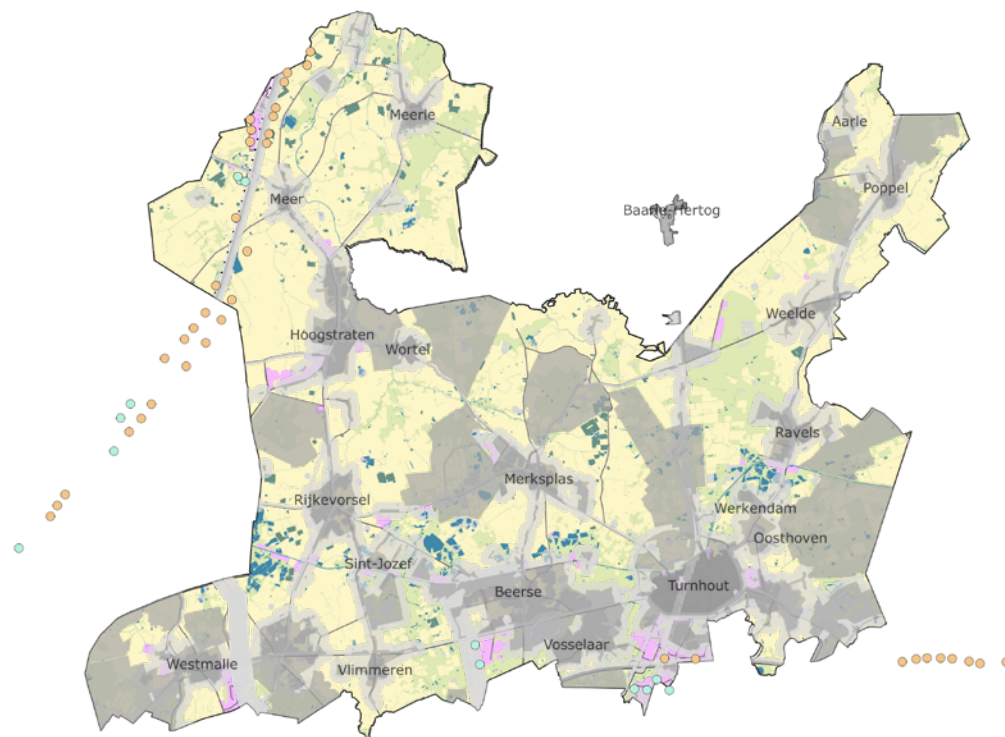 Meerle
Aarle
Poppel
Meer
Baarle-Hertog
Weelde
Hoogstraten
Wortel
Ravels
Merksplas
Rijkevorsel
Werkendam
Oosthoven
Sint-Jozef
Turnhout
Beerse
Vosselaar
Westmalle
Vlimmeren